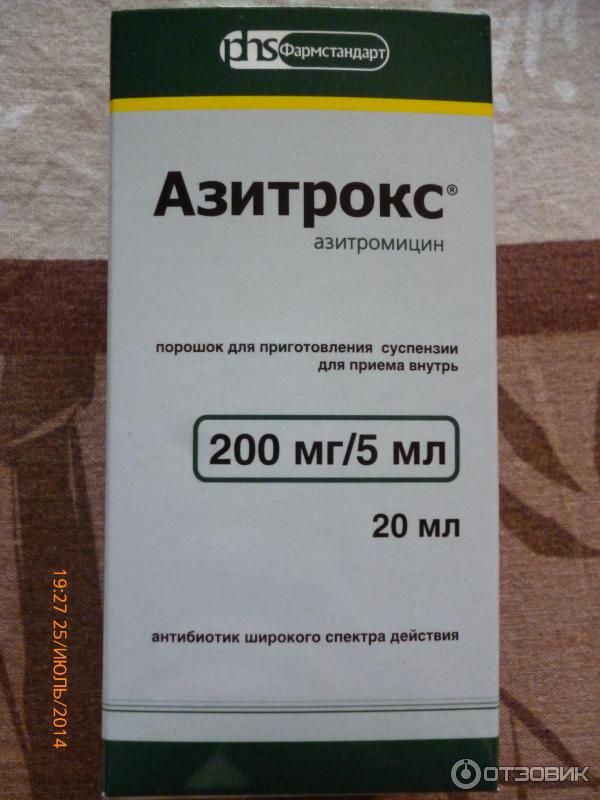 phs Фармстандарт
Азитрокс®
азитромицин
порошок для приготовления суспензии
для приема внутрь
200 мг/5 мл
20 мл
антибиотик широкого спектра действия
19:27 25/ИЮЛЬ/2014
ОТЗОВИК